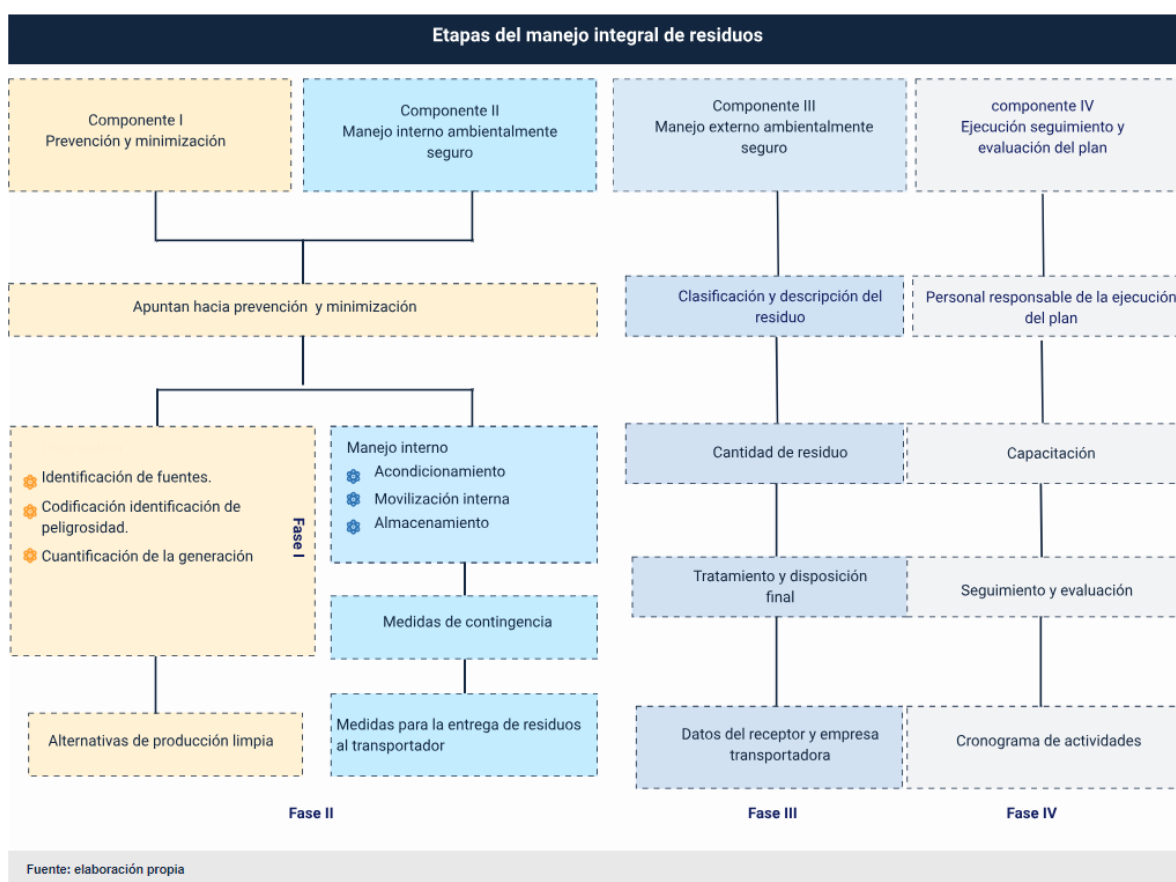 Etapas del manejo integral de residuos
Componente I
Prevención y minimización
Componente II
Manejo interno ambientalmente
seguro
Componente III
Manejo externo ambientalmente
seguro
componente IV
Ejecución seguimiento y
evaluación del plan
Apuntan hacia prevención y minimización
Clasificación y descripción del
residuo
Personal responsable de la ejecución
del plan
Identificación de fuentes.
Codificación identificación de
peligrosidad.
Cuantificación de la generación
Fase I
Manejo interno
Acondicionamiento
Movilización interna
Almacenamiento
Cantidad de residuo
Capacitación
Medidas de contingencia
Tratamiento y disposición
final
Seguimiento y evaluación
Alternativas de producción limpia
Medidas para la entrega de residuos
al transportador
Datos del receptor y empresa
transportadora
Cronograma de actividades
Fase II
Fase III
Fase IV
Fuente: elaboración propia